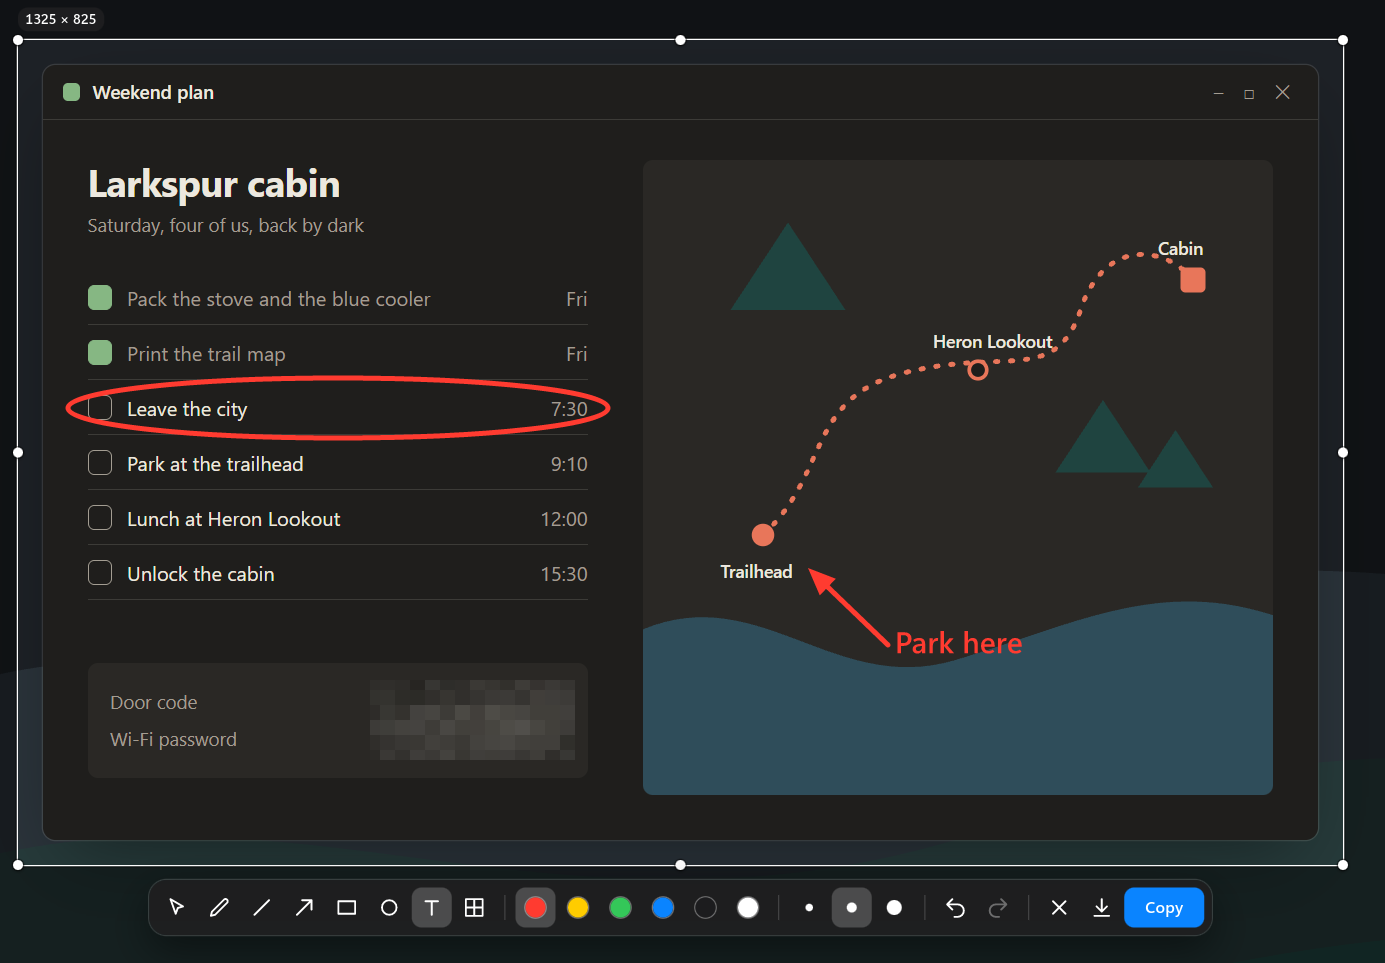 1325 × 825
Weekend plan
Larkspur cabin
Saturday, four of us, back by dark
Pack the stove and the blue cooler Fri
Print the trail map Fri
Leave the city 7:30
Park at the trailhead 9:10
Lunch at Heron Lookout 12:00
Unlock the cabin 15:30
Door code
Wi-Fi password
Cabin
Heron Lookout
Trailhead
Park here
T
Copy